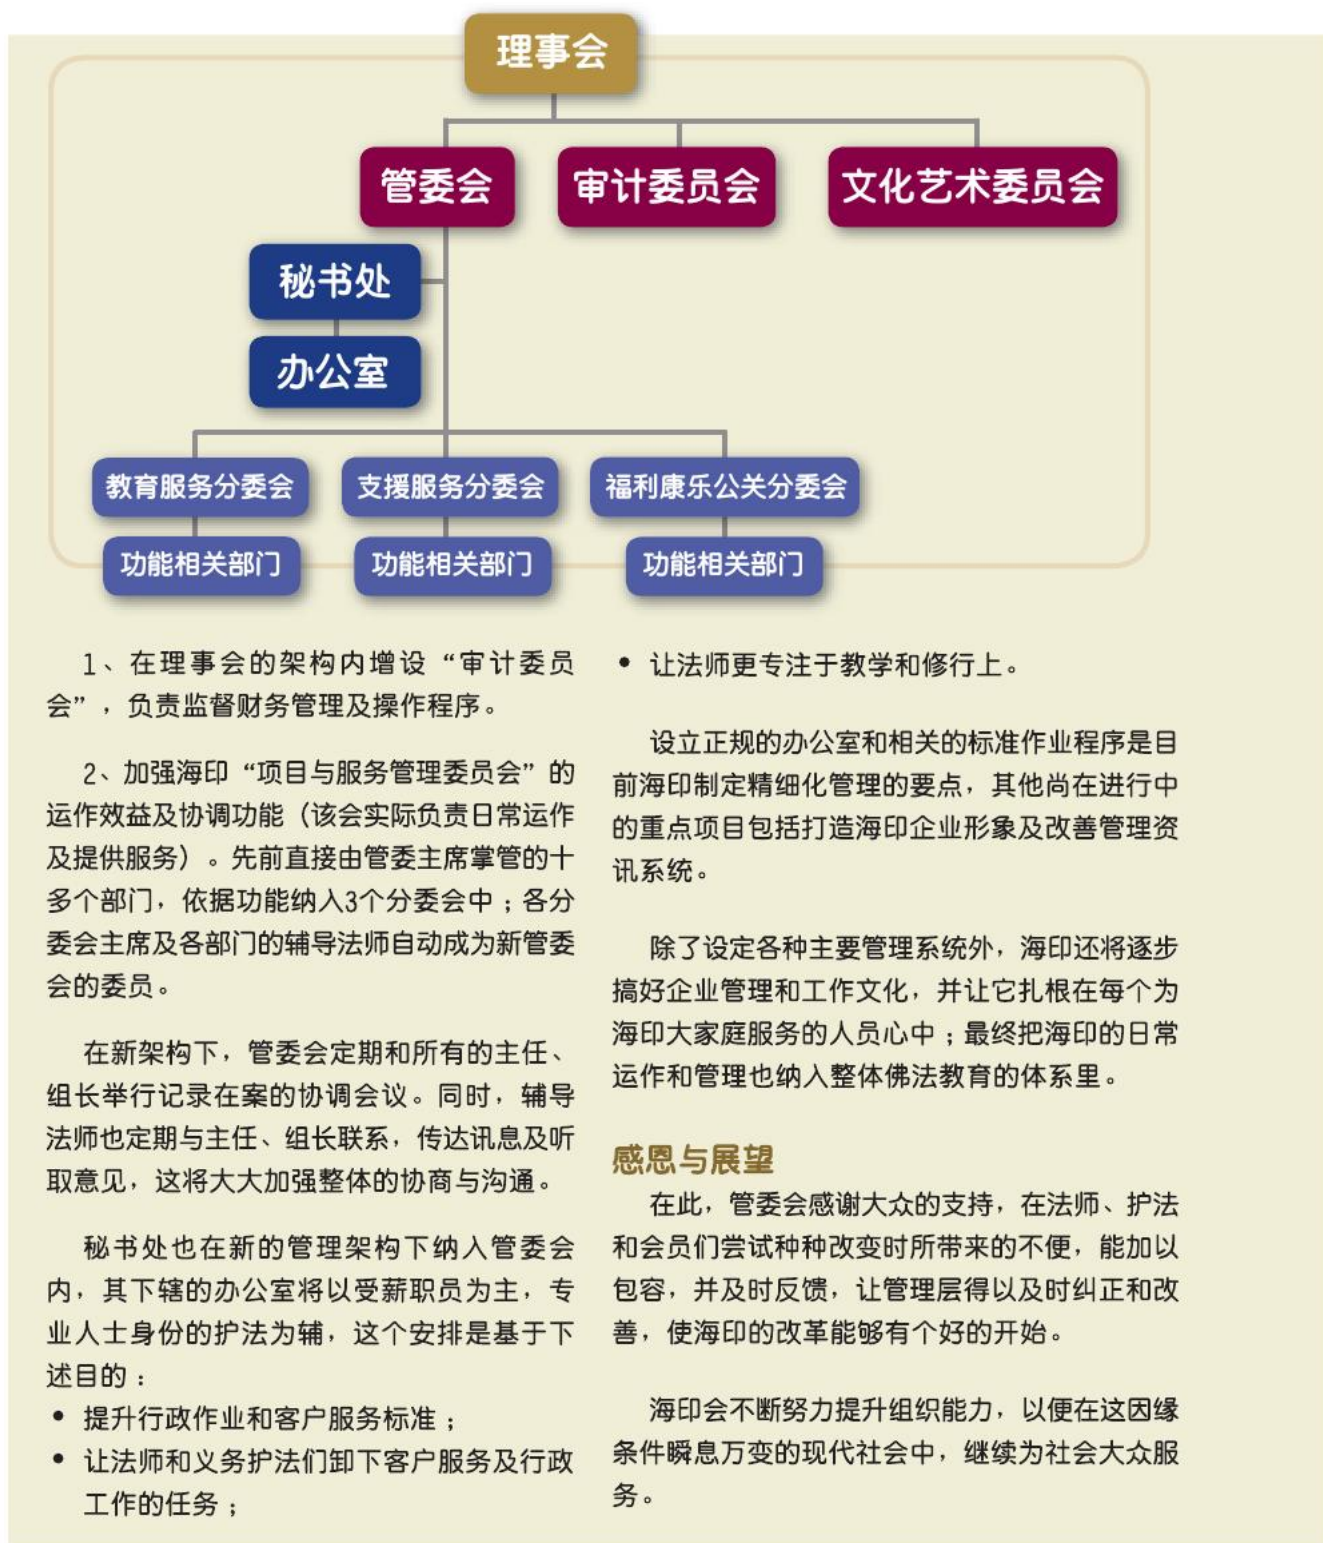 理事会
管委会
审计委员会
文化艺术委员会
秘书处
办公室
教育服务分委会
支援服务分委会
福利康乐公关分委会
功能相关部门
功能相关部门
功能相关部门
1、在理事会的架构内增设“审计委员
会”，负责监督财务管理及操作程序。
2、加强海印“项目与服务管理委员会”的
运作效益及协调功能（该会实际负责日常运作
及提供服务）。先前直接由管委主席掌管的十
多个部门，依据功能纳入3个分委会中；各分
委会主席及各部门的辅导法师自动成为新管委
会的委员。
在新架构下，管委会定期和所有的主任、
组长举行记录在案的协调会议。同时，辅导
法师也定期与主任、组长联系，传达讯息及听
取意见，这将大大加强整体的协商与沟通。
秘书处也在新的管理架构下纳入管委会
内，其下辖的办公室将以受薪职员为主，专
业人士身份的护法为辅，这个安排是基于下
述目的：
• 提升行政作业和客户服务标准；
• 让法师和义务护法们卸下客户服务及行政
工作的任务；
• 让法师更专注于教学和修行上。
设立正规的办公室和相关的标准作业程序是目
前海印制定精细化管理的要点，其他尚在进行中
的重点项目包括打造海印企业形象及改善管理资
讯系统。
除了设定各种主要管理系统外，海印还将逐步
搞好企业管理和工作文化，并让它扎根在每个为
海印大家庭服务的人员心中；最终把海印的日常
运作和管理也纳入整体佛法教育的体系里。
感恩与展望
在此，管委会感谢大众的支持，在法师、护法
和会员们尝试种种改变时所带来的不便，能加以
包容，并及时反馈，让管理层得以及时纠正和改
善，使海印的改革能够有个好的开始。
海印会不断努力提升组织能力，以便在这因缘
条件瞬息万变的现代社会中，继续为社会大众服
务。